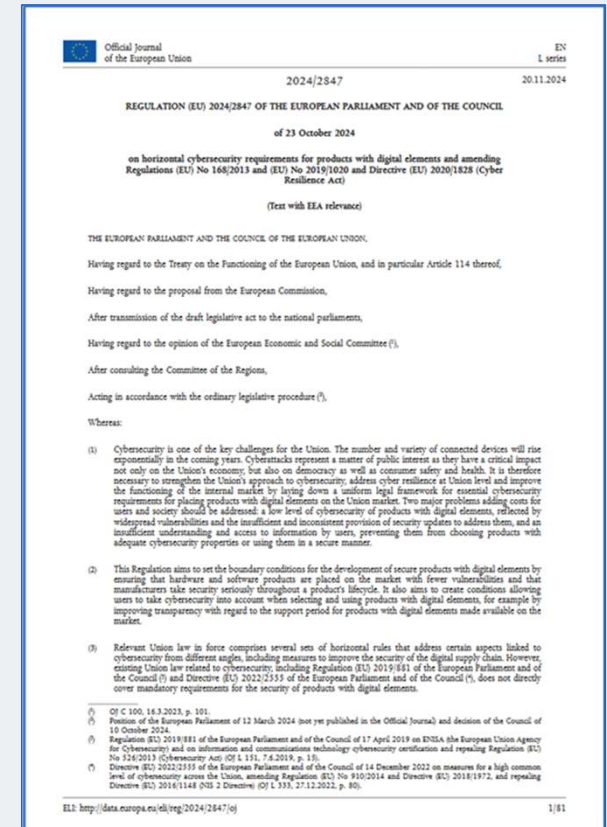 Official Journal
of the European Union
EN
L series
2024/2847
20.11.2024
REGULATION (EU) 2024/2847 OF THE EUROPEAN PARLIAMENT AND OF THE COUNCIL
of 23 October 2024
on horizontal cybersecurity requirements for products with digital elements and amending
Regulations (EU) No 168/2013 and (EU) No 2019/1020 and Directive (EU) 2020/1828 (Cyber
Resilience Act)
(Text with EEA relevance)
THE EUROPEAN PARLIAMENT AND THE COUNCIL OF THE EUROPEAN UNION,
Having regard to the Treaty on the Functioning of the European Union, and in particular Article 114 thereof,
Having regard to the proposal from the European Commission,
After transmission of the draft legislative act to the national parliaments,
Having regard to the opinion of the European Economic and Social Committee (¹),
After consulting the Committee of the Regions,
Acting in accordance with the ordinary legislative procedure (²),
Whereas:
(1) Cybersecurity is one of the key challenges for the Union. The number and variety of connected devices will rise
exponentially in the coming years. Cyberattacks represent a matter of public interest as they have a critical impact
not only on the Union's economy, but also on democracy as well as consumer safety and health. It is therefore
necessary to strengthen the Union's approach to cybersecurity, address cyber resilience at Union level and improve
the functioning of the internal market by laying down a uniform legal framework for essential cybersecurity
requirements for placing products with digital elements on the Union market. Two major problems adding costs for
users and society should be addressed: a low level of cybersecurity of products with digital elements, reflected by
widespread vulnerabilities and the insufficient and inconsistent provision of security updates to address them, and an
insufficient understanding and access to information by users, preventing them from choosing products with
adequate cybersecurity properties or using them in a secure manner.
(2) This Regulation aims to set the boundary conditions for the development of secure products with digital elements by
ensuring that hardware and software products are placed on the market with fewer vulnerabilities and that
manufacturers take security seriously throughout a product's lifecycle. It also aims to create conditions allowing
users to take cybersecurity into account when selecting and using products with digital elements, for example by
improving transparency with regard to the support period for products with digital elements made available on the
market.
(3) Relevant Union law in force comprises several sets of horizontal rules that address certain aspects linked to
cybersecurity from different angles, including measures to improve the security of the digital supply chain. However,
existing Union law related to cybersecurity, including Regulation (EU) 2019/881 of the European Parliament and of
the Council (³) and Directive (EU) 2022/2555 of the European Parliament and of the Council (⁴), does not directly
cover mandatory requirements for the security of products with digital elements.
(¹) OJ C 100, 16.3.2023, p. 101.
(²) Position of the European Parliament of 12 March 2024 (not yet published in the Official Journal) and decision of the Council of
10 October 2024.
(³) Regulation (EU) 2019/881 of the European Parliament and of the Council of 17 April 2019 on ENISA (the European Union Agency
for Cybersecurity) and on information and communications technology cybersecurity certification and repealing Regulation (EU)
No 526/2013 (Cybersecurity Act) (OJ L 151, 7.6.2019, p. 15).
(⁴) Directive (EU) 2022/2555 of the European Parliament and of the Council of 14 December 2022 on measures for a high common
level of cybersecurity across the Union, amending Regulation (EU) No 910/2014 and Directive (EU) 2018/1972, and repealing
Directive (EU) 2016/1148 (NIS 2 Directive) (OJ L 333, 27.12.2022, p. 80).
ELI: http://data.europa.eu/eli/reg/2024/2847/oj
1/81